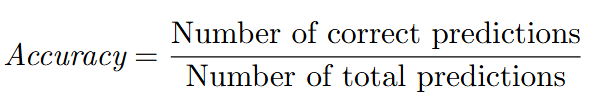 Accuracy = Number of correct predictions
Number of total predictions